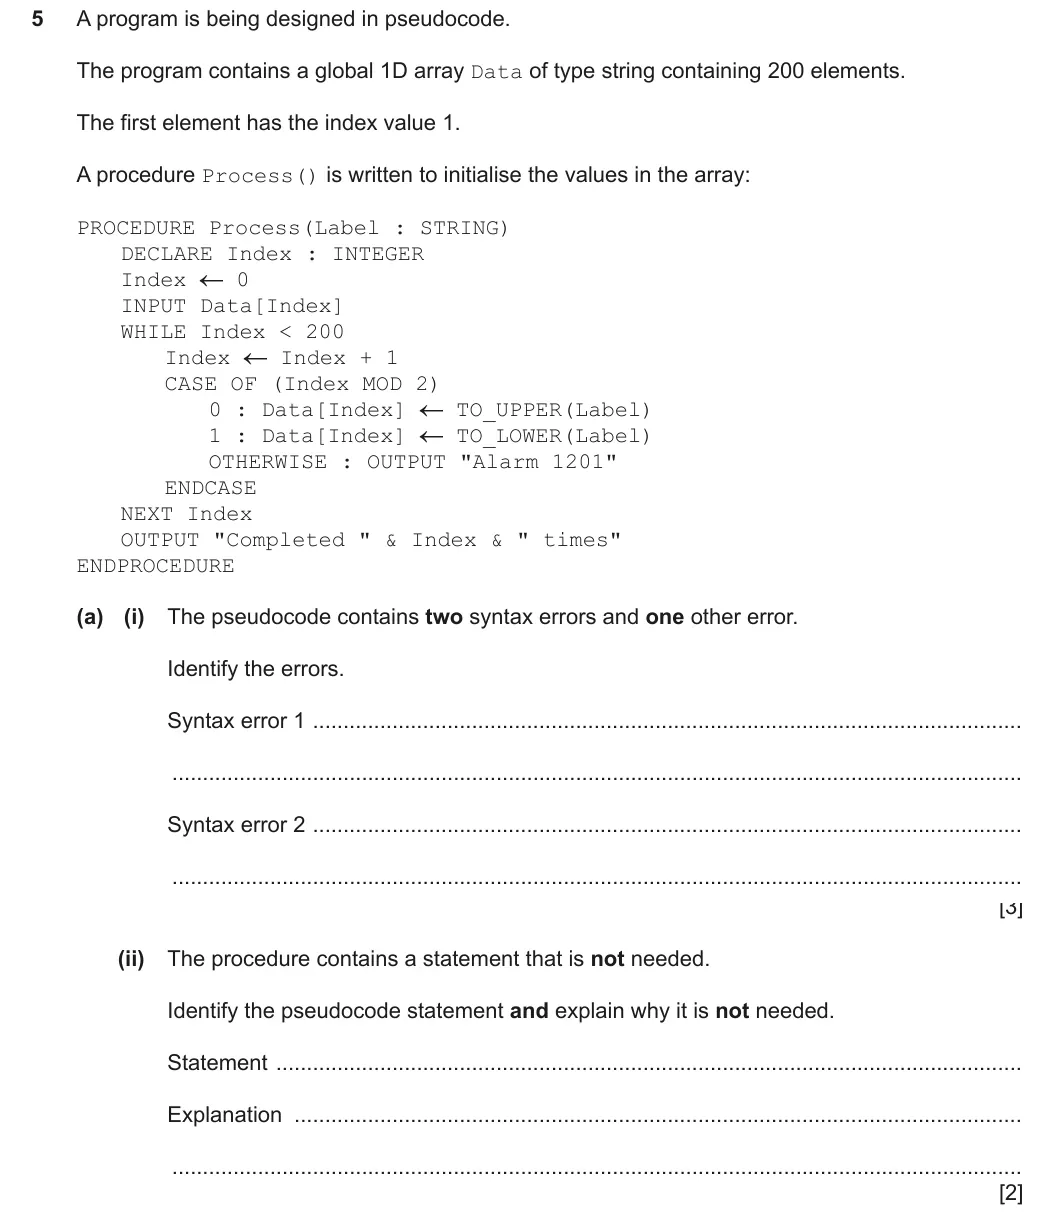 5 A program is being designed in pseudocode.
The program contains a global 1D array Data of type string containing 200 elements.
The first element has the index value 1.
A procedure Process() is written to initialise the values in the array:
PROCEDURE Process(Label : STRING)
DECLARE Index : INTEGER
Index ← 0
INPUT Data[Index]
WHILE Index < 200
Index ← Index + 1
CASE OF (Index MOD 2)
0 : Data[Index] ← TO_UPPER(Label)
1 : Data[Index] ← TO_LOWER(Label)
OTHERWISE : OUTPUT "Alarm 1201"
ENDCASE
NEXT Index
OUTPUT "Completed " & Index & " times"
ENDPROCEDURE
(a) (i) The pseudocode contains two syntax errors and one other error.
Identify the errors.
Syntax error 1 ......................................................................................................................
..............................................................................................................................................
Syntax error 2 ......................................................................................................................
..............................................................................................................................................
[3]
(ii) The procedure contains a statement that is not needed.
Identify the pseudocode statement and explain why it is not needed.
Statement ............................................................................................................................
Explanation .........................................................................................................................
..............................................................................................................................................
[2]